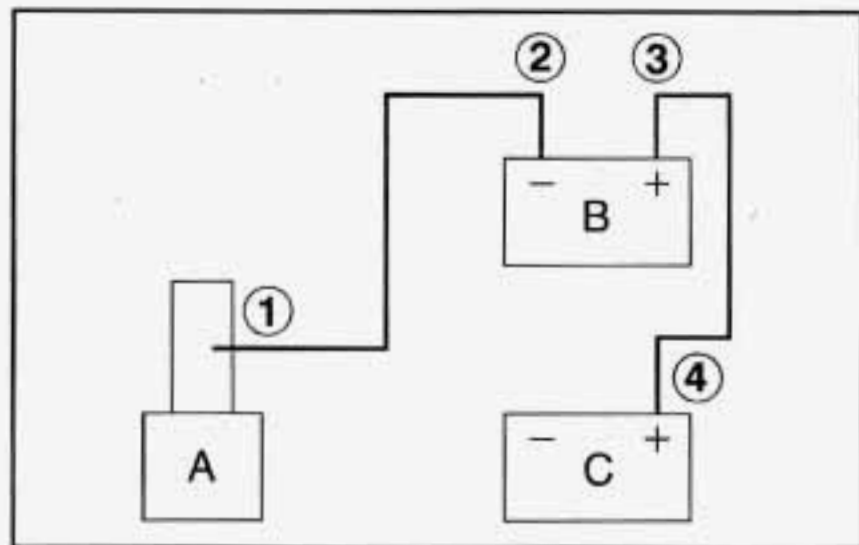 ② ③
− +
B
①
④
− +
A C